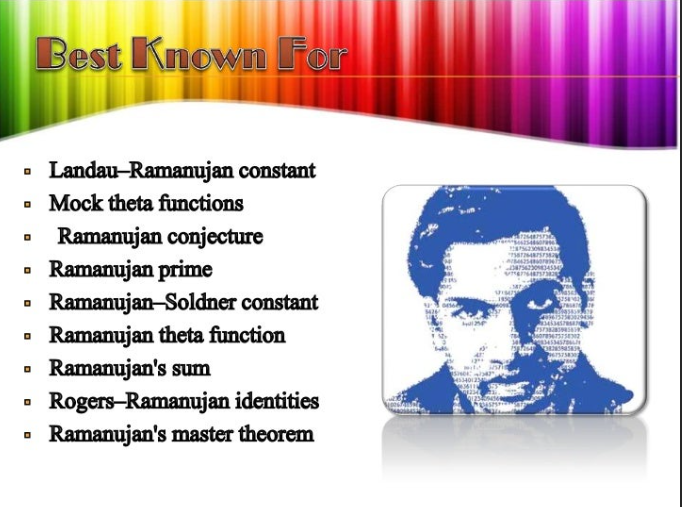 Best Known For
Landau–Ramanujan constant
Mock theta functions
Ramanujan conjecture
Ramanujan prime
Ramanujan–Soldner constant
Ramanujan theta function
Ramanujan's sum
Rogers–Ramanujan identities
Ramanujan's master theorem